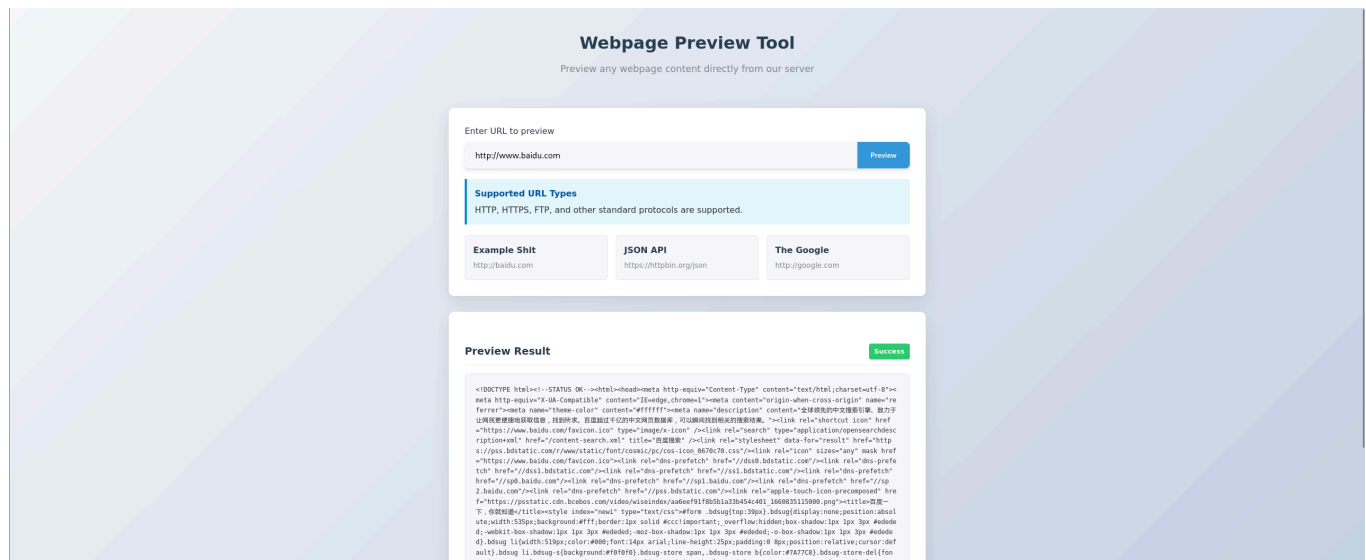 Webpage Preview Tool
Preview any webpage content directly from our server
Enter URL to preview
http://www.baidu.com
Preview
Supported URL Types
HTTP, HTTPS, FTP, and other standard protocols are supported.
Example Shit
http://baidu.com
JSON API
https://httpbin.org/json
The Google
http://google.com
Preview Result
Success
<!DOCTYPE html><!--STATUS OK--><html><head><meta http-equiv="Content-Type" content="text/html;charset=utf-8"><
meta http-equiv="X-UA-Compatible" content="IE=edge,chrome=1"><meta content="origin-when-cross-origin" name="re
ferrer"><meta name="theme-color" content="#ffffff"><meta name="description" content="全球领先的中文搜索引擎、致力于
让网民更便捷地获取信息，找到所求。百度超过千亿的中文网页数据库，可以瞬间找到相关的搜索结果。"><link rel="shortcut icon" href
="https://www.baidu.com/favicon.ico" type="image/x-icon" /><link rel="search" type="application/opensearchdesc
ription+xml" href="/content-search.xml" title="百度搜索" /><link rel="stylesheet" data-for="result" href="http
s://pss.bdstatic.com/r/www/static/font/cosmic/pc/cos-icon_0670c70.css"/><link rel="icon" sizes="any" mask href
="https://www.baidu.com/favicon.ico"><link rel="dns-prefetch" href="//dss0.bdstatic.com"/><link rel="dns-prefe
tch" href="//dss1.bdstatic.com"/><link rel="dns-prefetch" href="//ss1.bdstatic.com"/><link rel="dns-prefetch"
href="//sp0.baidu.com"/><link rel="dns-prefetch" href="//sp1.baidu.com"/><link rel="dns-prefetch" href="//sp
2.baidu.com"/><link rel="dns-prefetch" href="//pss.bdstatic.com"/><link rel="apple-touch-icon-precomposed" hre
f="https://psstatic.cdn.bcebos.com/video/wiseindex/aa6eef91f8b5b1a33b454c401_1660835115000.png"><title>百度一
下，你就知道</title><style index="newi" type="text/css">#form .bdsug{top:39px}.bdsug{display:none;position:absol
ute;width:535px;background:#fff;border:1px solid #ccc!important;_overflow:hidden;box-shadow:1px 1px 3px #edede
d;-webkit-box-shadow:1px 1px 3px #ededed;-moz-box-shadow:1px 1px 3px #ededed;-o-box-shadow:1px 1px 3px #edede
d}.bdsug li{width:519px;color:#000;font:14px arial;line-height:25px;padding:0 8px;position:relative;cursor:def
ault}.bdsug li.bdsug-s{background:#f0f0f0}.bdsug-store span,.bdsug-store b{color:#7A77C8}.bdsug-store-del{fon